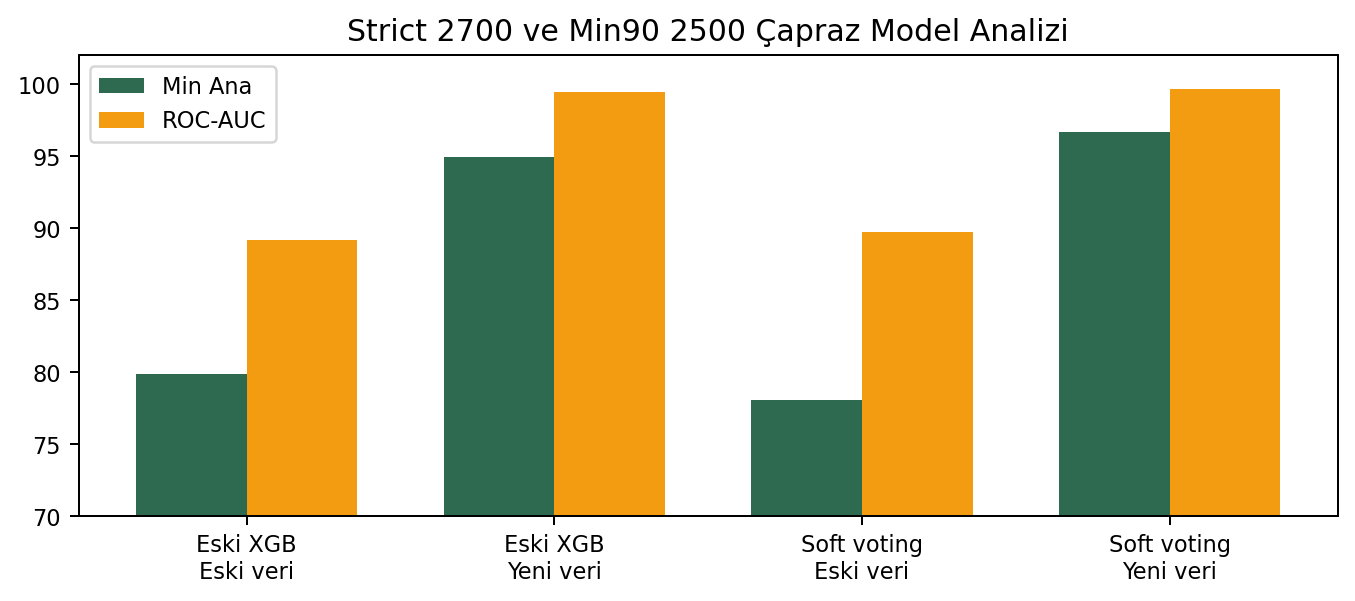 Strict 2700 ve Min90 2500 Çapraz Model Analizi
Min Ana
ROC-AUC
100
95
90
85
80
75
70
Eski XGB
Eski veri
Eski XGB
Yeni veri
Soft voting
Eski veri
Soft voting
Yeni veri